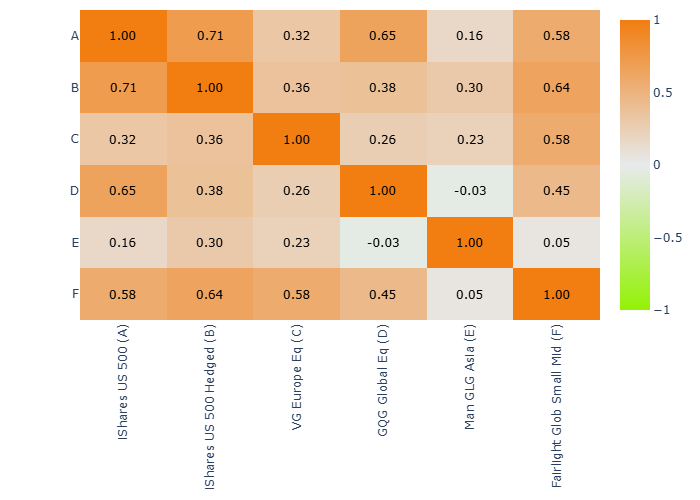 A 1.00 0.71 0.32 0.65 0.16 0.58
B 0.71 1.00 0.36 0.38 0.30 0.64
C 0.32 0.36 1.00 0.26 0.23 0.58
D 0.65 0.38 0.26 1.00 -0.03 0.45
E 0.16 0.30 0.23 -0.03 1.00 0.05
F 0.58 0.64 0.58 0.45 0.05 1.00
IShares US 500 (A)
IShares US 500 Hedged (B)
VG Europe Eq (C)
GQG Global Eq (D)
Man GLG Asia (E)
Fairlight Glob Small Mid (F)
1
0.5
0
−0.5
−1